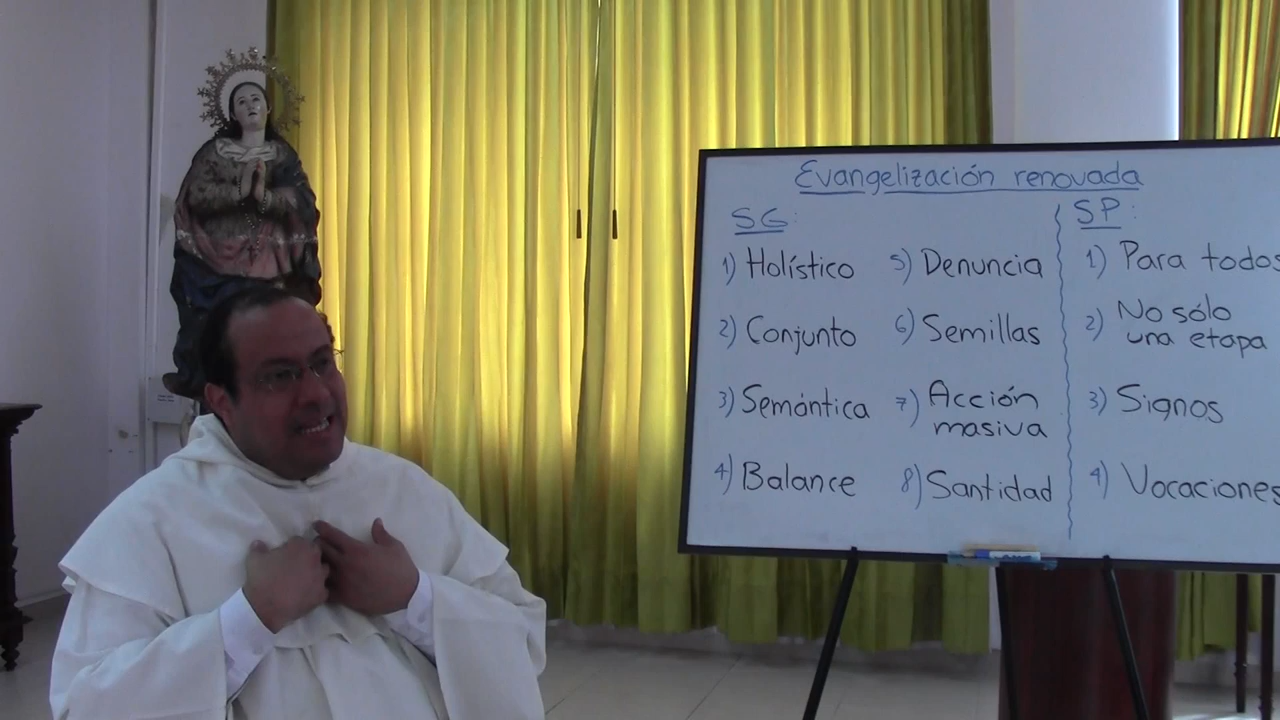 Evangelización renovada
SG:
1) Holístico
2) Conjunto
3) Semántica
4) Balance
5) Denuncia
6) Semillas
7) Acción
masiva
8) Santidad
SP:
1) Para todos
2) No sólo
una etapa
3) Signos
4) Vocaciones